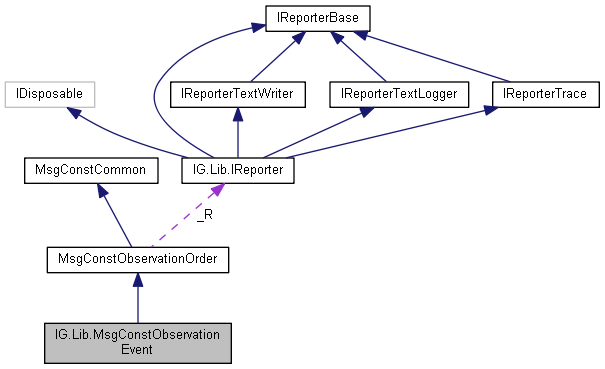 IReporterBase
IDisposable
IReporterTextWriter
IReporterTextLogger
IReporterTrace
MsgConstCommon
IG.Lib.IReporter
_R
MsgConstObservationOrder
IG.Lib.MsgConstObservation
Event